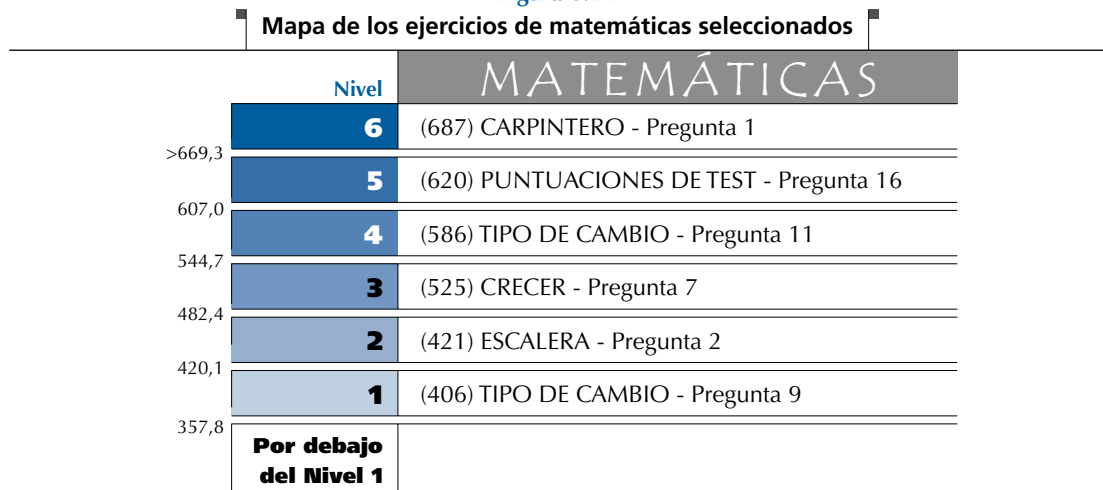 Mapa de los ejercicios de matemáticas seleccionados
Nivel
MATEMÁTICAS
6 (687) CARPINTERO - Pregunta 1
>669,3
5 (620) PUNTUACIONES DE TEST - Pregunta 16
607,0
4 (586) TIPO DE CAMBIO - Pregunta 11
544,7
3 (525) CRECER - Pregunta 7
482,4
2 (421) ESCALERA - Pregunta 2
420,1
1 (406) TIPO DE CAMBIO - Pregunta 9
357,8
Por debajo
del Nivel 1